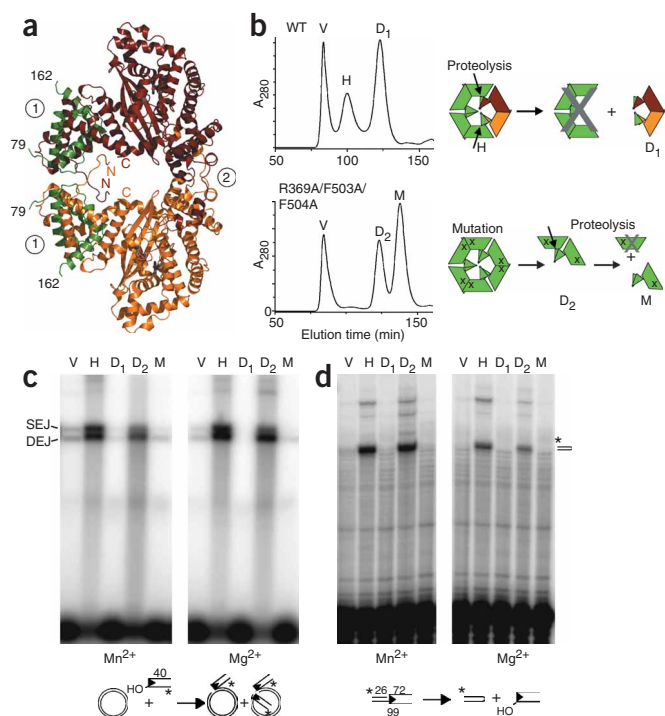 a
162
1
79
N
C
N
C
2
79
1
162
b
WT
V
H
D1
A280
50
100
150
R369A/F503A/
F504A
V
D2
M
A280
0
50
100
150
Elution time (min)
Proteolysis
H
+
D1
Mutation
Proteolysis
x x x x x x
x x
D2
x x
+
x
M
c
V H D1 D2 M
V H D1 D2 M
SEJ
DEJ
Mn2+
Mg2+
40
HO
*
+
*
+
*
d
V H D1 D2 M
V H D1 D2 M
*
Mn2+
Mg2+
* 26 72
99
*
+
HO